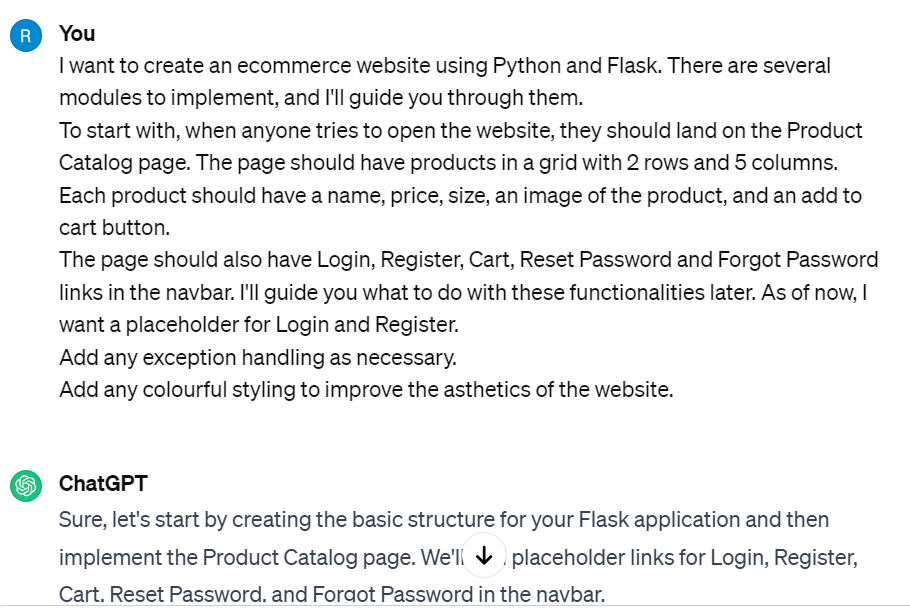 R
You
I want to create an ecommerce website using Python and Flask. There are several
modules to implement, and I'll guide you through them.
To start with, when anyone tries to open the website, they should land on the Product
Catalog page. The page should have products in a grid with 2 rows and 5 columns.
Each product should have a name, price, size, an image of the product, and an add to
cart button.
The page should also have Login, Register, Cart, Reset Password and Forgot Password
links in the navbar. I'll guide you what to do with these functionalities later. As of now, I
want a placeholder for Login and Register.
Add any exception handling as necessary.
Add any colourful styling to improve the asthetics of the website.
ChatGPT
Sure, let's start by creating the basic structure for your Flask application and then
implement the Product Catalog page. We'll placeholder links for Login, Register,
Cart, Reset Password, and Forgot Password in the navbar.